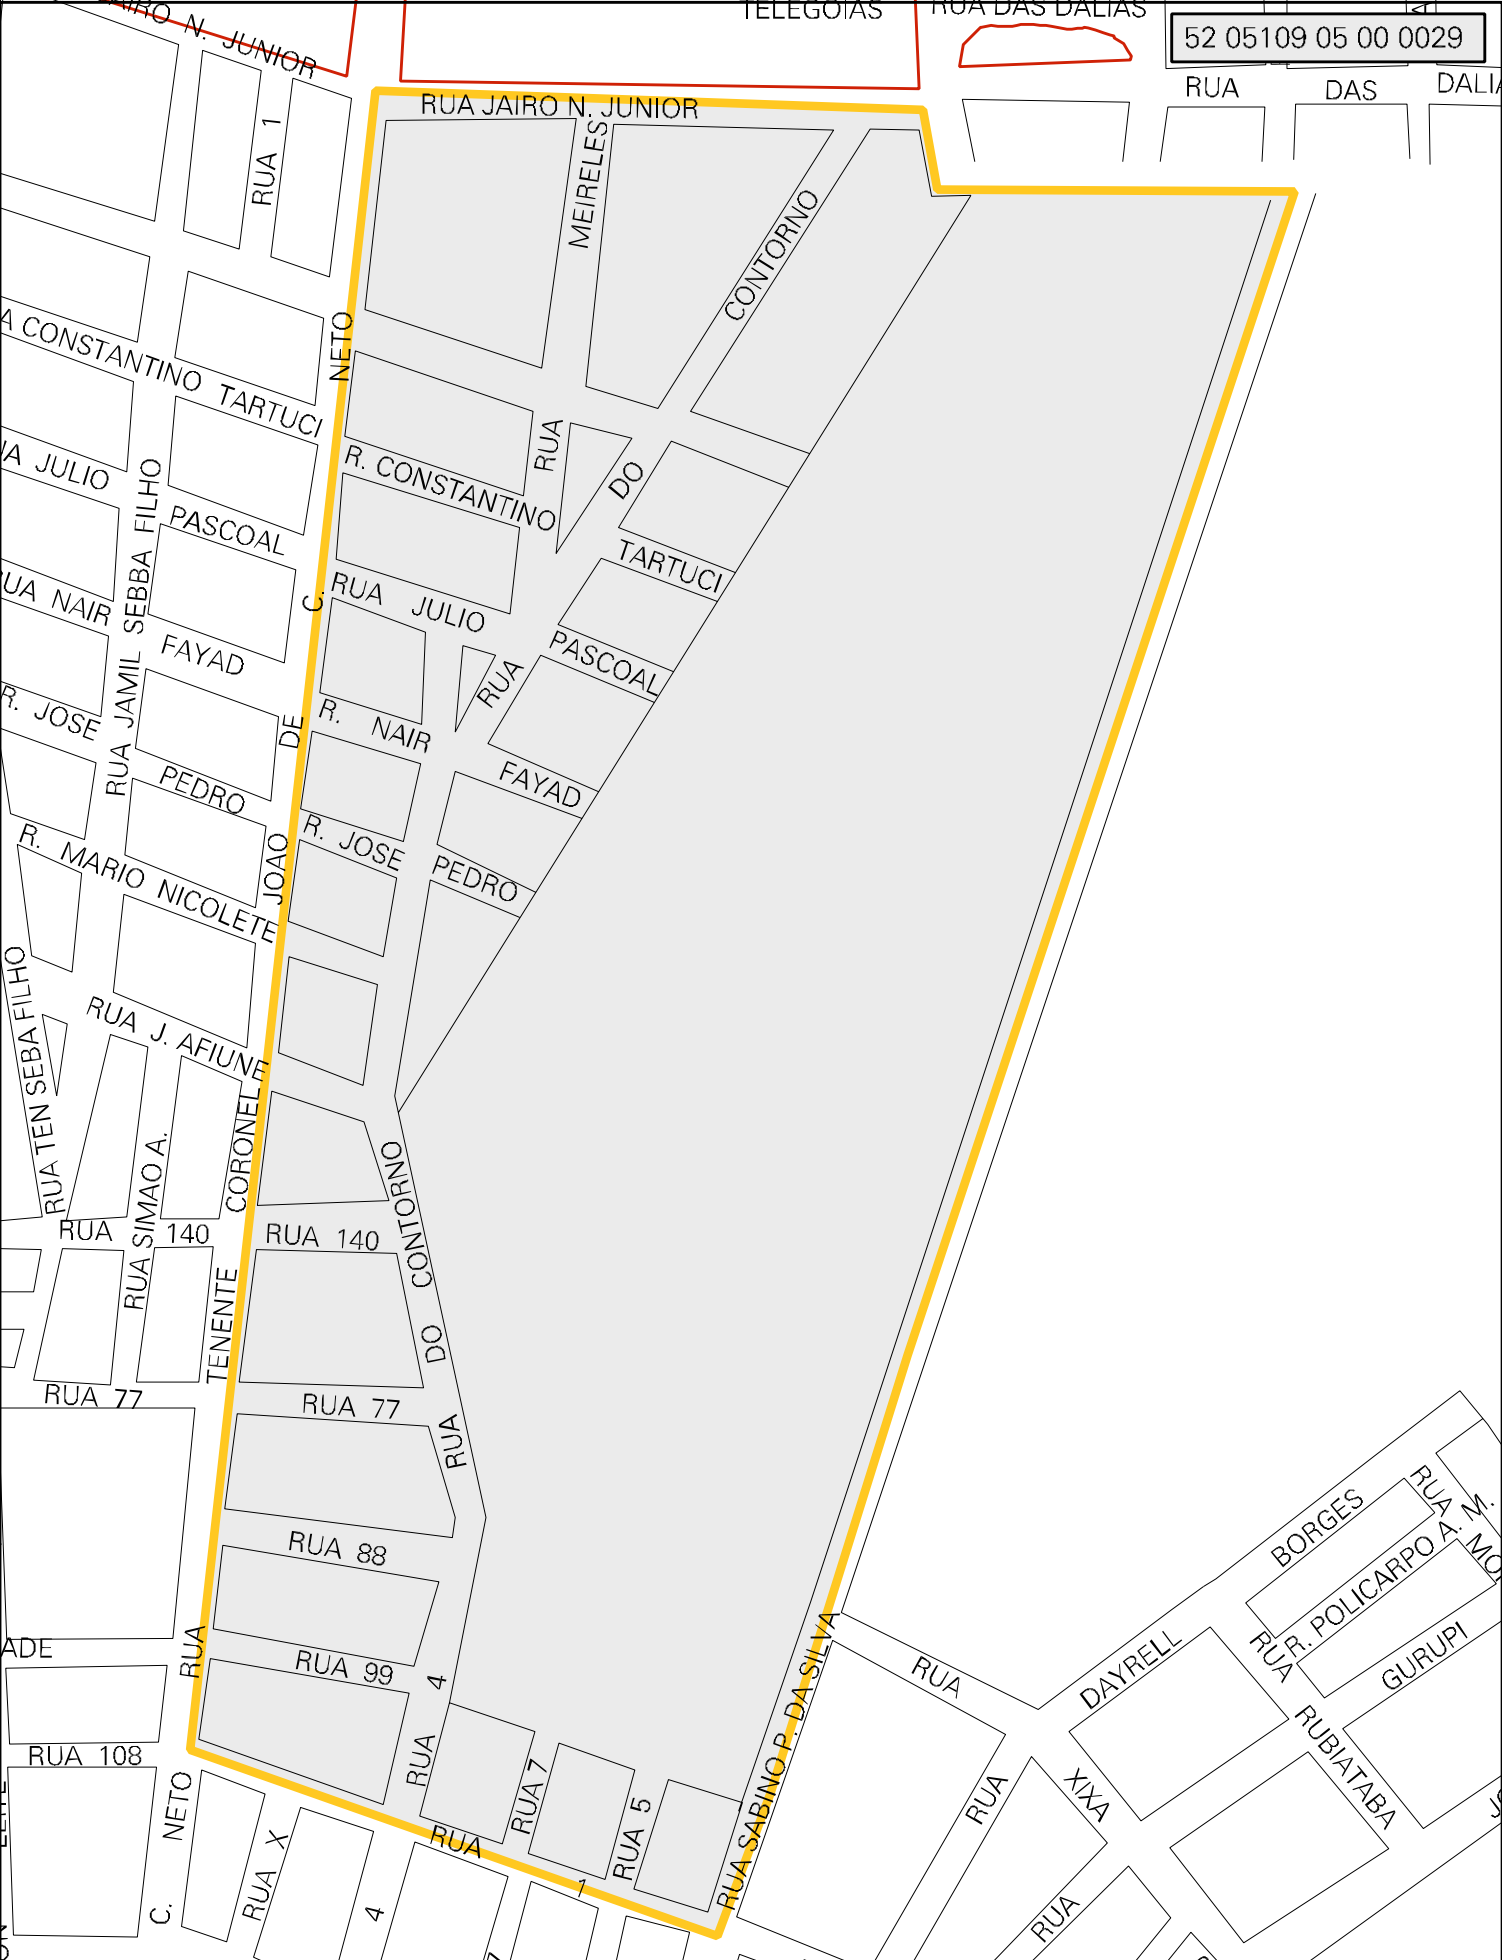 TELEGOIAS
RUA DAS DALIAS
52 05109 05 00 0029
N. JUNIOR
RUA DAS
RUA JAIRO N. JUNIOR
RUA 1
MEIRELES
CONTORNO
NETO
CONSTANTINO TARTUCI
RUA
R. CONSTANTINO
DO
TARTUCI
JULIO
PASCOAL
RUA JAMIL SEBBA FILHO
C.
RUA JULIO
PASCOAL
NAIR
FAYAD
RUA
DE
R. NAIR
FAYAD
R. JOSE
PEDRO
JOAO
R. JOSE
PEDRO
R. MARIO NICOLETE
RUA TEN SEBA FILHO
RUA J. AFIUNE
CORONEL
RUA SIMAO A.
RUA 140
RUA 140
DO CONTORNO
TENENTE
RUA 77
RUA 77
RUA
RUA 88
RUA
RUA 99
4
RUA
RUA 108
C. NETO
RUA X
4
RUA
1
RUA 7
RUA 5
RUA SABINO P. DA SILVA
RUA
DAYRELL
BORGES
RUA
R. POLICARPO A. M.
RUA
GURUPI
RUBIATABA
XIXA
RUA
RUA